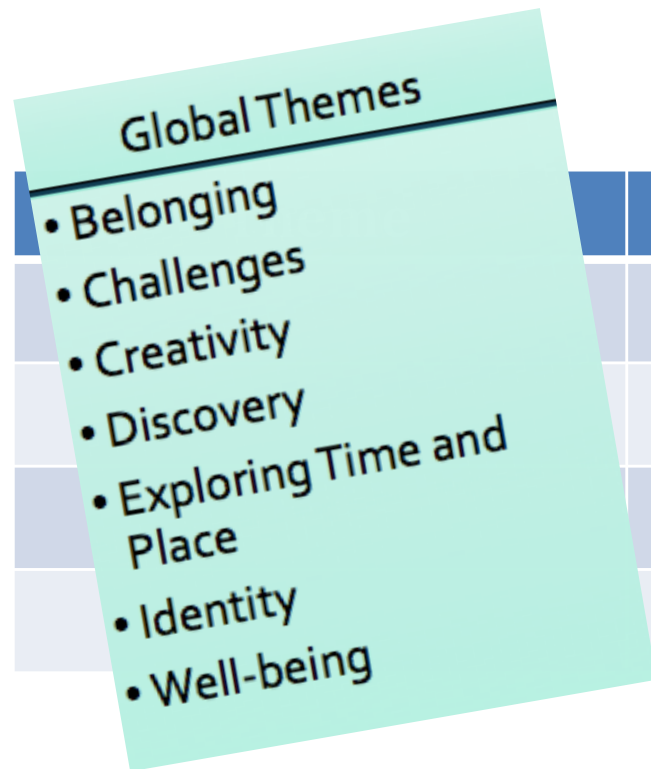 Global Themes
• Belonging
• Challenges
• Creativity
• Discovery
• Exploring Time and
Place
• Identity
• Well-being